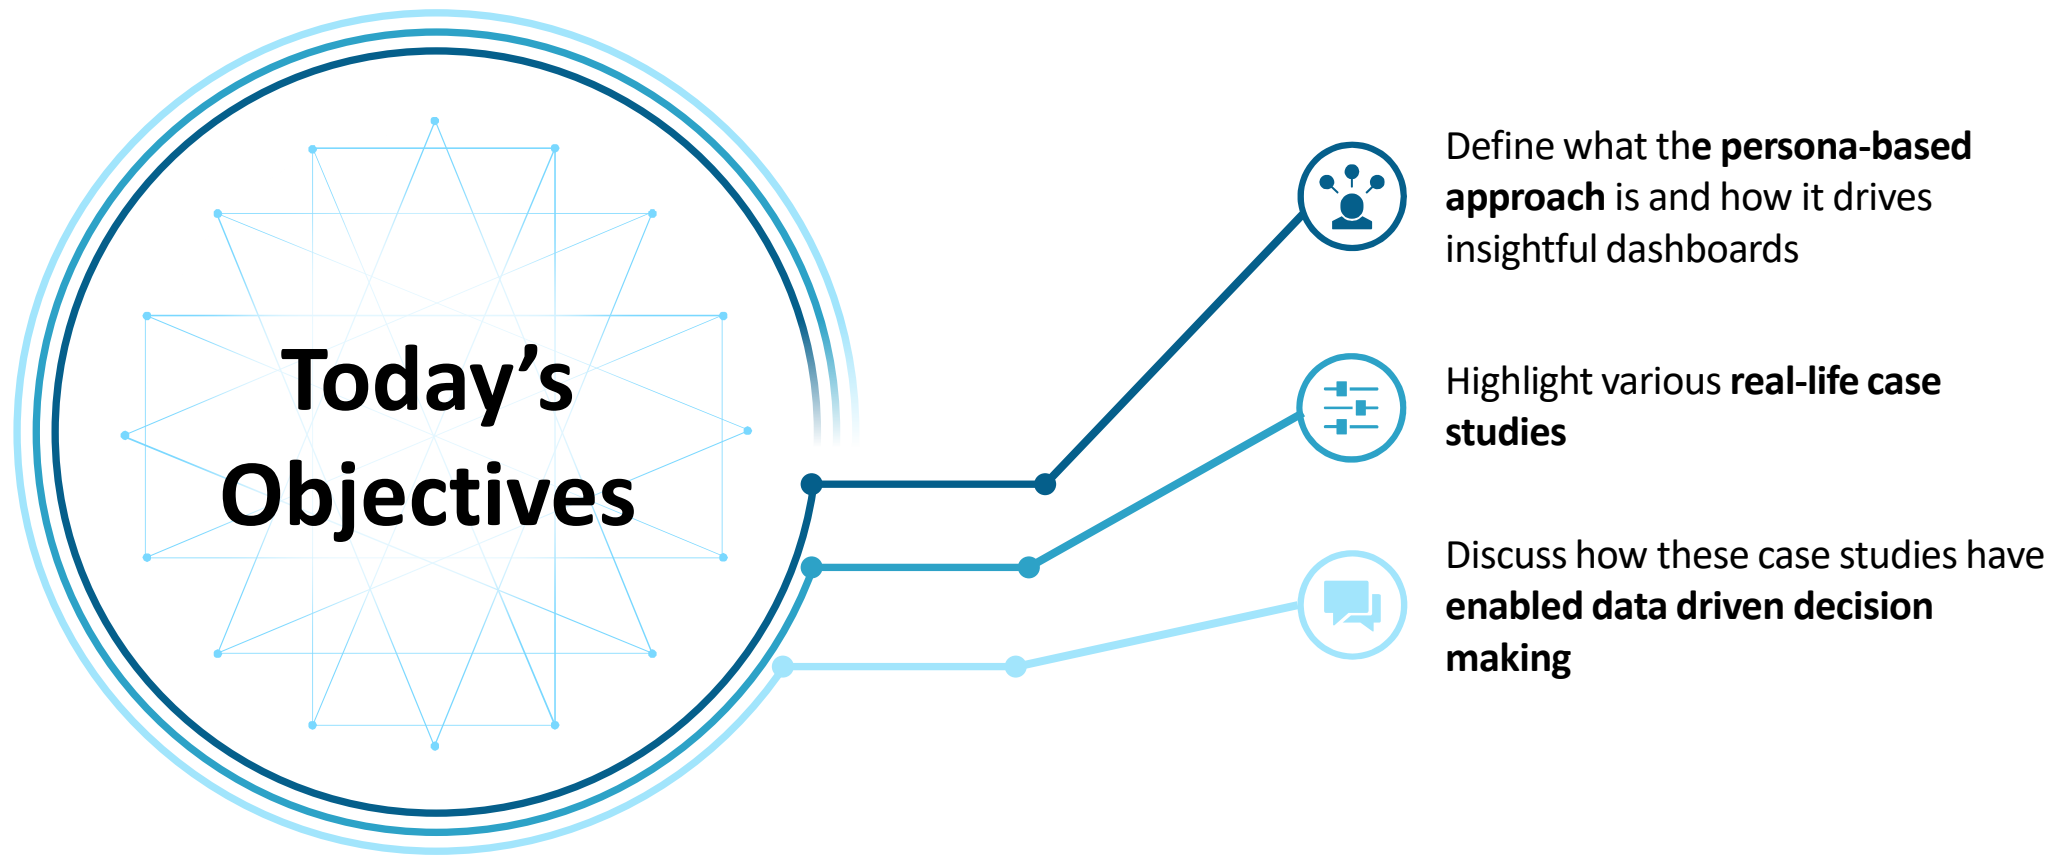 Today's
Objectives
Define what the persona-based
approach is and how it drives
insightful dashboards
Highlight various real-life case
studies
Discuss how these case studies have
enabled data driven decision
making